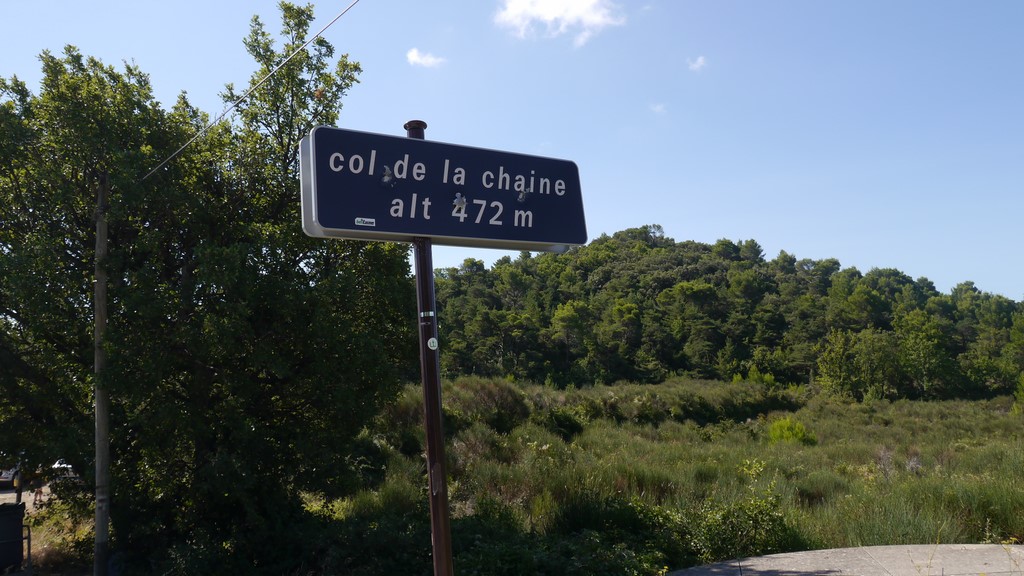 col de la chaine
alt 472 m